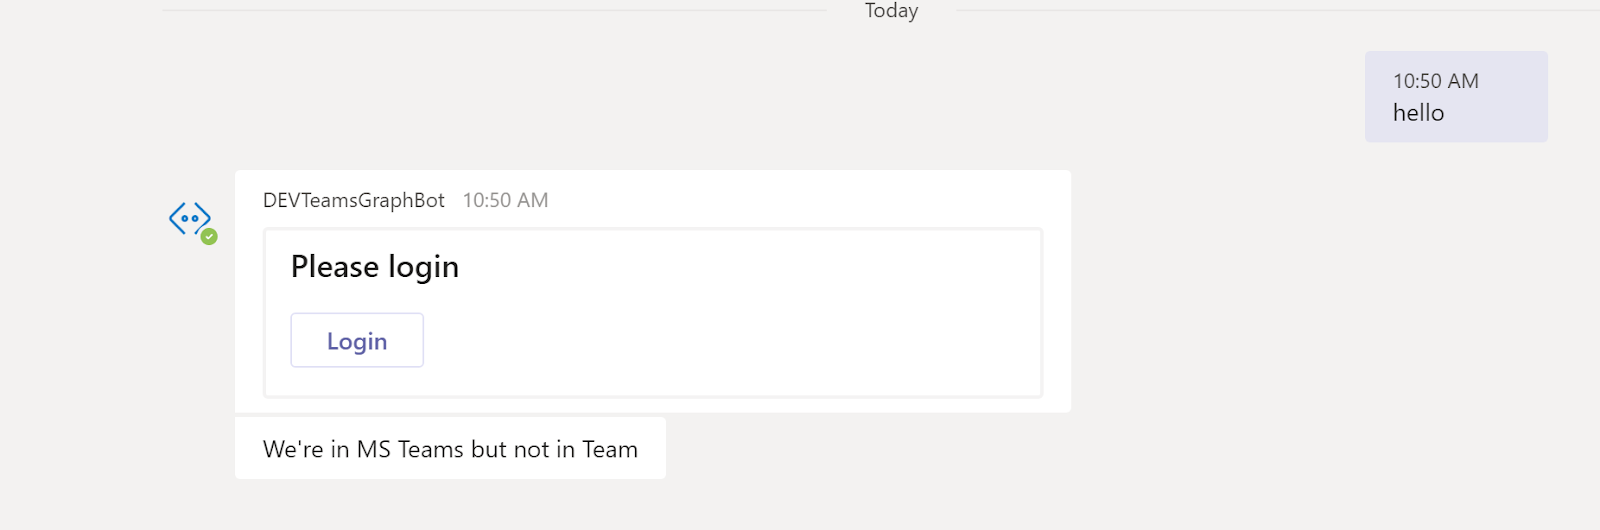 Today
10:50 AM
hello
DEVTeamsGraphBot 10:50 AM
Please login
Login
We're in MS Teams but not in Team